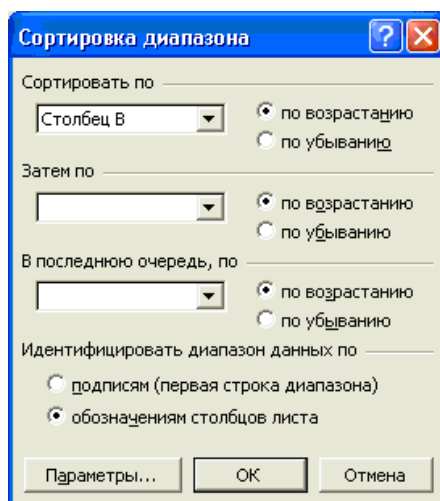 Сортировка диапазона
Сортировать по
Столбец В
по возрастанию
по убыванию
Затем по
по возрастанию
по убыванию
В последнюю очередь, по
по возрастанию
по убыванию
Идентифицировать диапазон данных по
подписям (первая строка диапазона)
обозначениям столбцов листа
Параметры... ОК Отмена